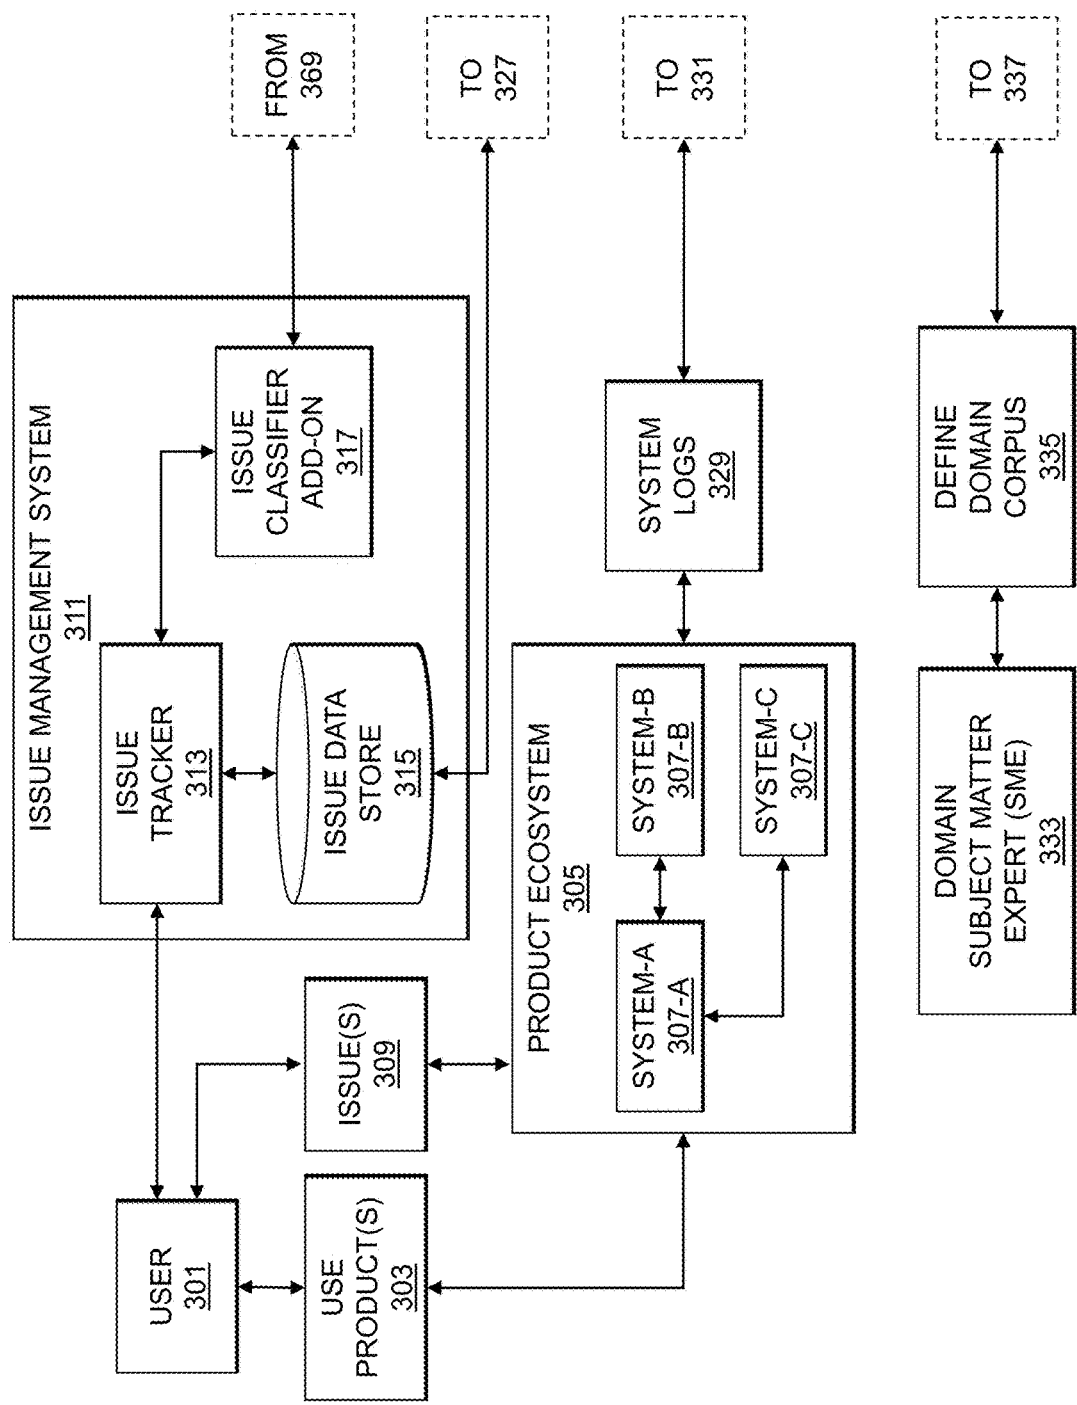 ISSUE MANAGEMENT SYSTEM
311
USER
301
ISSUE
TRACKER
313
ISSUE
CLASSIFIER
ADD-ON
317
FROM
369
USE
PRODUCT(S)
303
ISSUE(S)
309
ISSUE DATA
STORE
315
TO
327
PRODUCT ECOSYSTEM
305
SYSTEM-A
307-A
SYSTEM-B
307-B
SYSTEM-C
307-C
SYSTEM
LOGS
329
TO
331
DOMAIN
SUBJECT MATTER
EXPERT (SME)
333
DEFINE
DOMAIN
CORPUS
335
TO
337